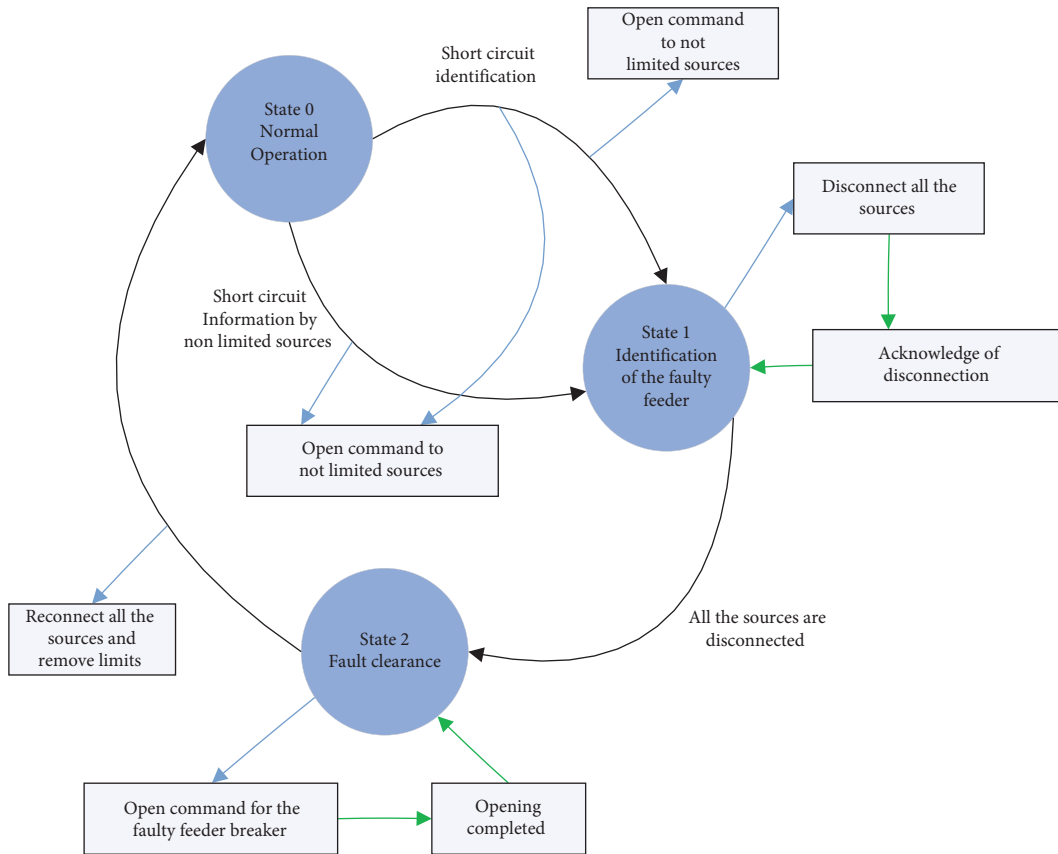 Open command
to not
limited sources
Short circuit
identification
State 0
Normal
Operation
Disconnect all the
sources
Short circuit
Information by
non limited sources
State 1
Identification
of the faulty
feeder
Acknowledge of
disconnection
Open command to
not limited sources
Reconnect all the
sources and
remove limits
State 2
Fault clearance
All the sources are
disconnected
Open command for the
faulty feeder breaker
Opening
completed